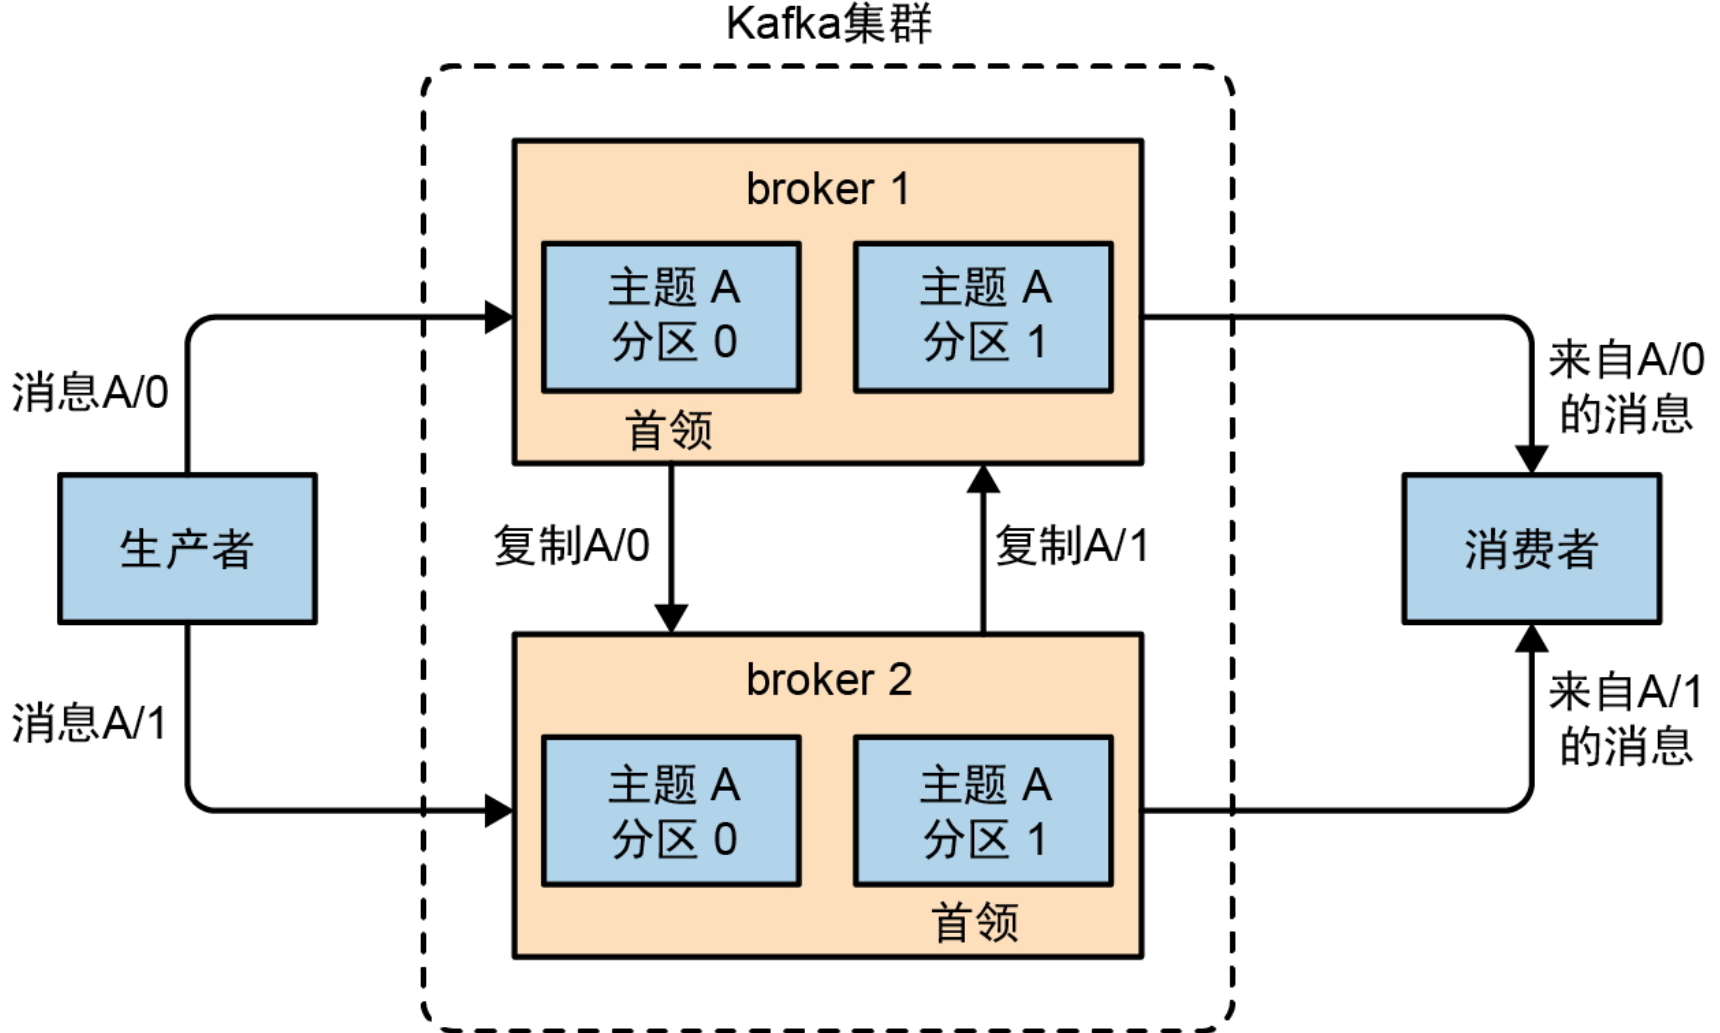 Kafka集群
broker 1
主题 A
分区 0
主题 A
分区 1
首领
消息A/0
来自A/0
的消息
生产者
复制A/0
复制A/1
消费者
broker 2
消息A/1
来自A/1
的消息
主题 A
分区 0
主题 A
分区 1
首领